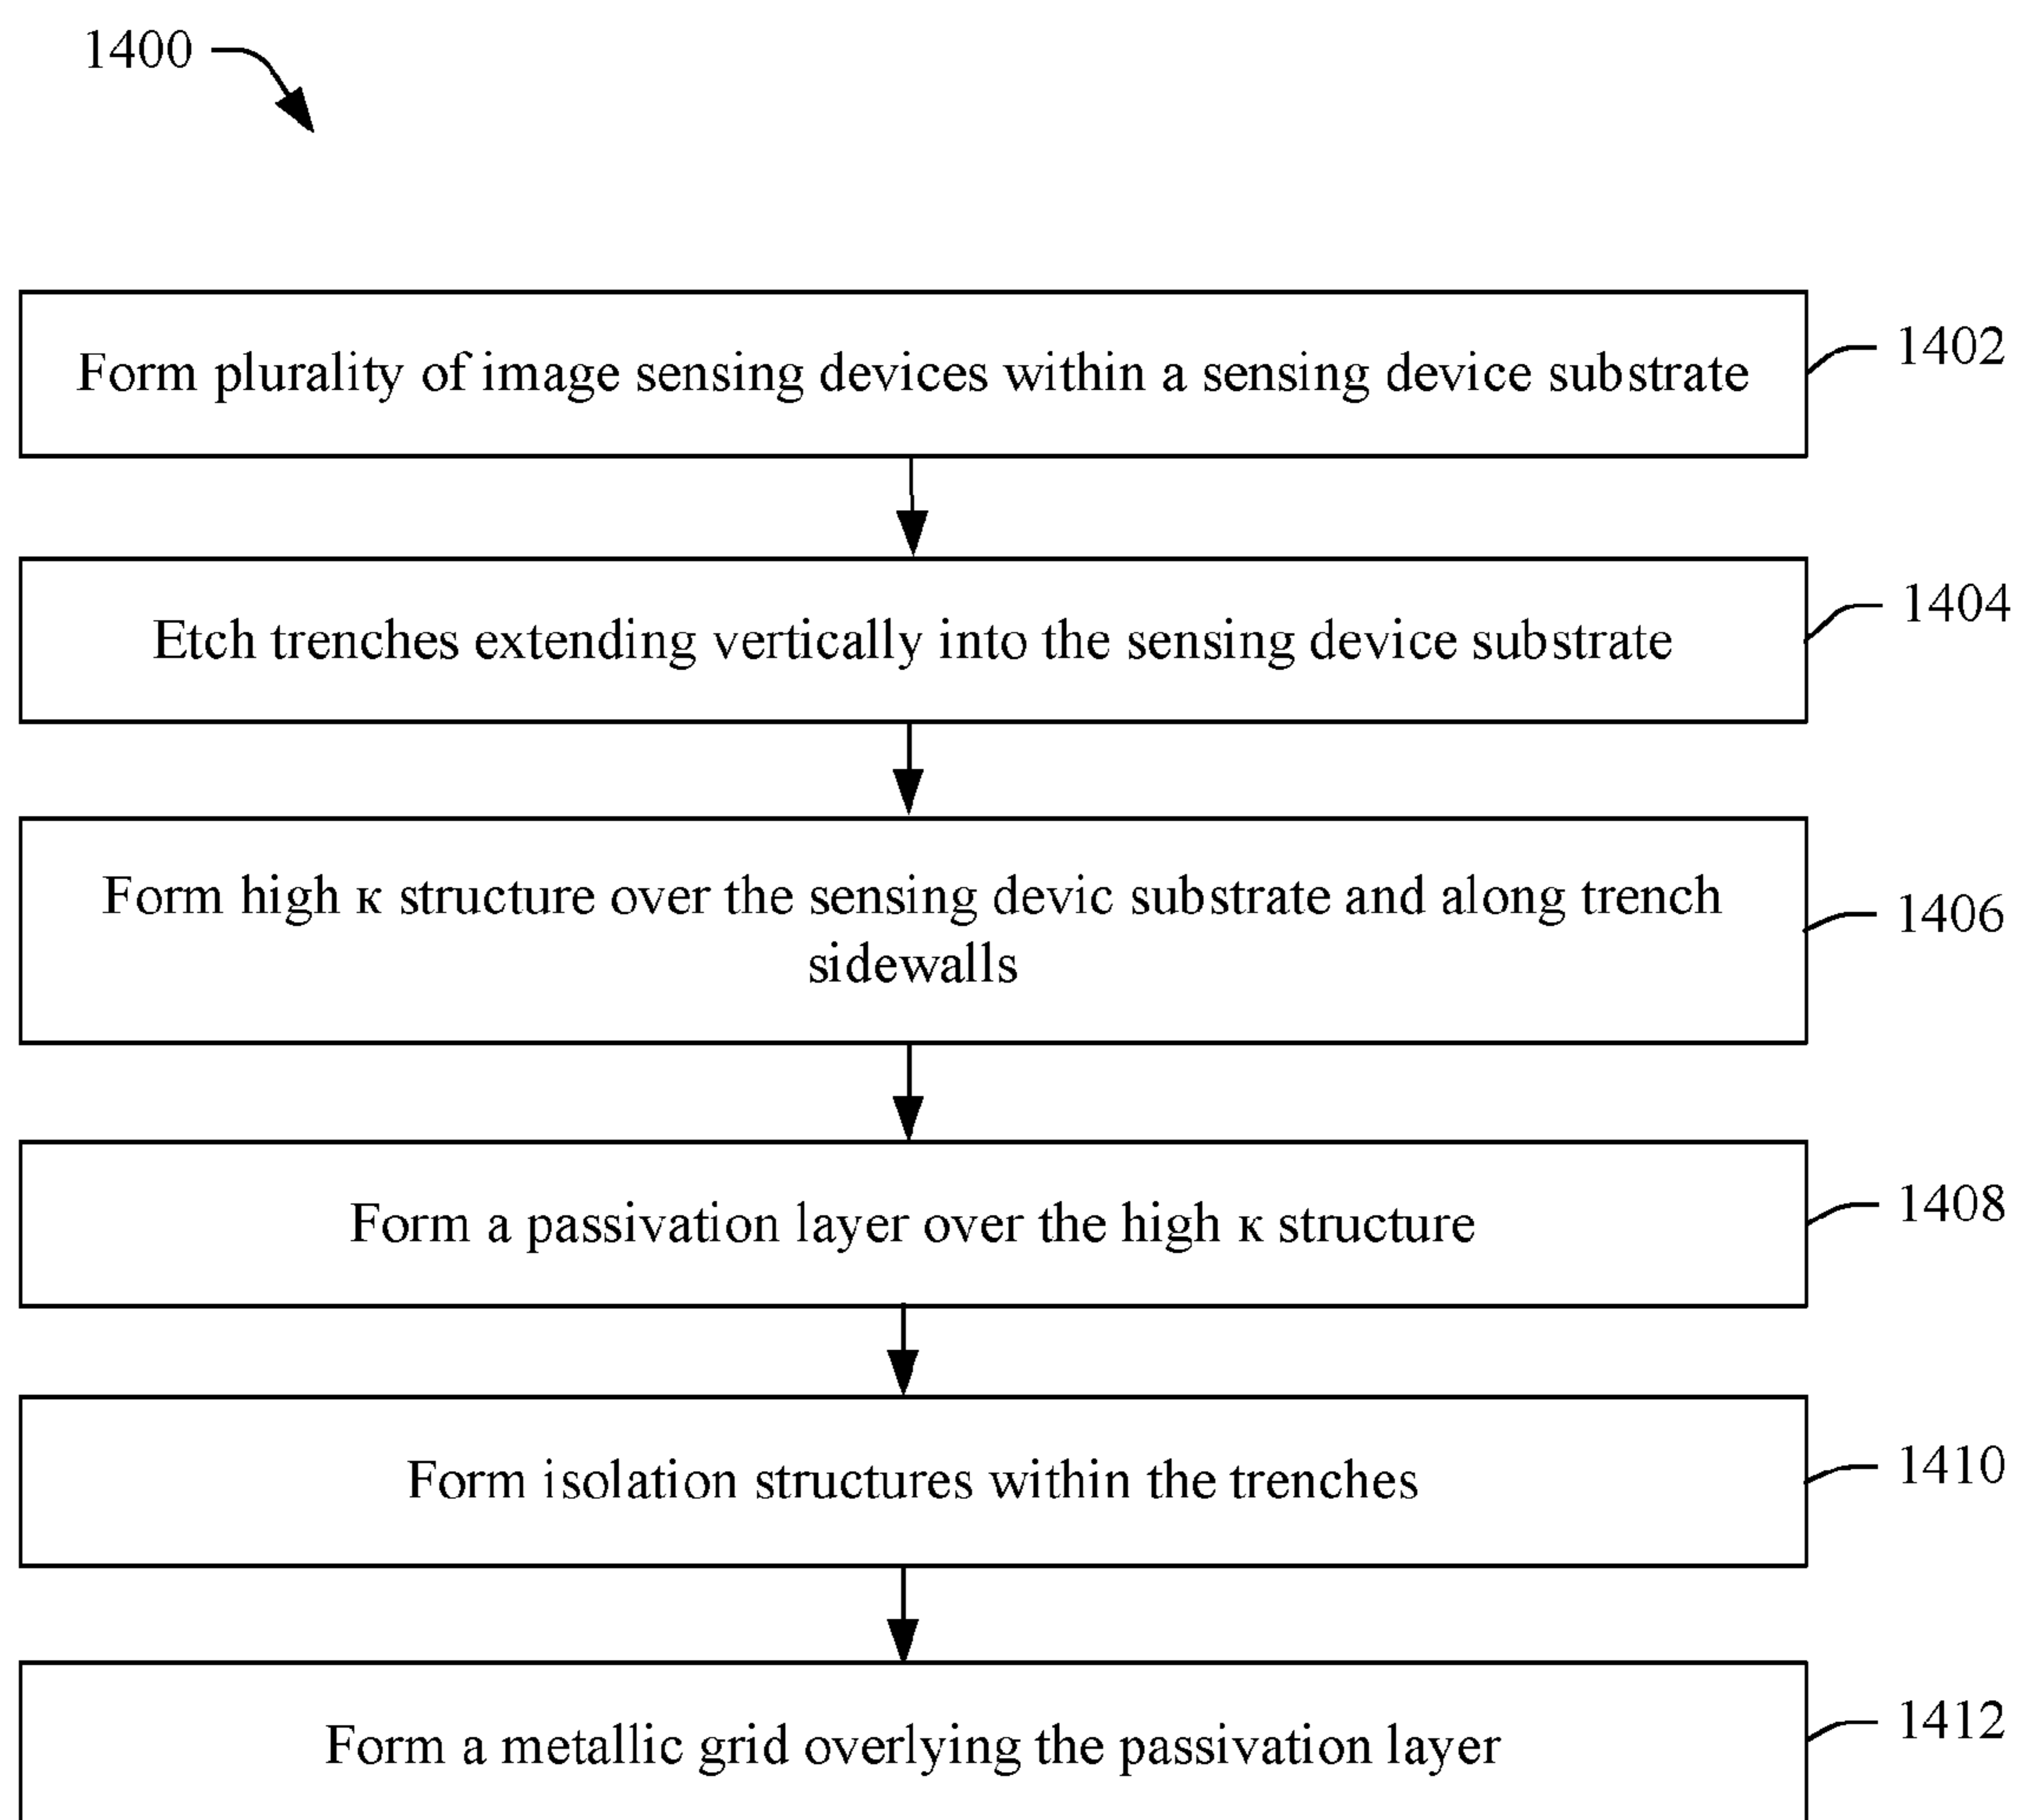 1400
Form plurality of image sensing devices within a sensing device substrate
1402
Etch trenches extending vertically into the sensing device substrate
1404
Form high κ structure over the sensing devic substrate and along trench
sidewalls
1406
Form a passivation layer over the high κ structure
1408
Form isolation structures within the trenches
1410
Form a metallic grid overlying the passivation layer
1412